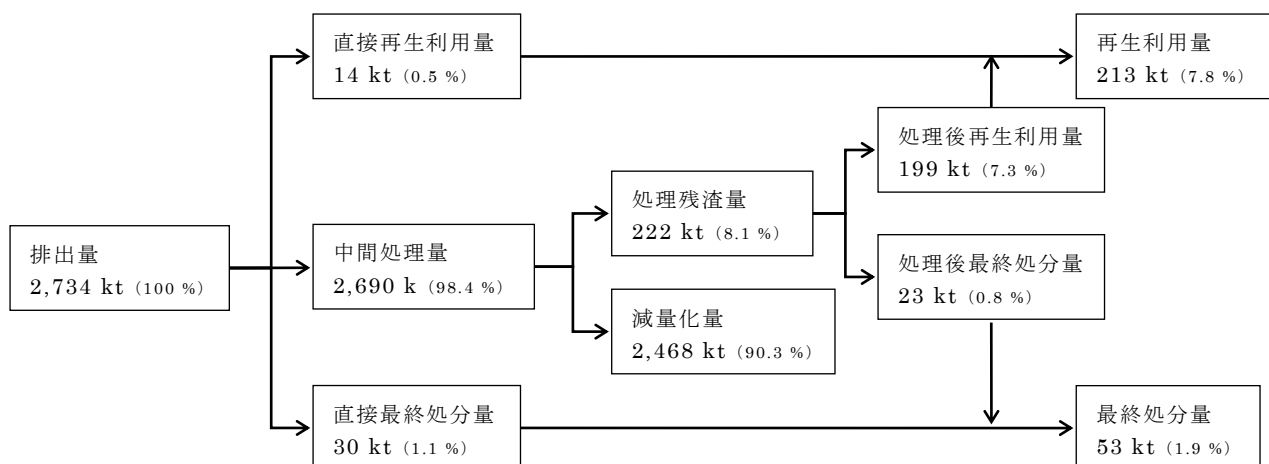 直接再生利用量
14 kt (0.5 %)
再生利用量
213 kt (7.8 %)
処理後再生利用量
199 kt (7.3 %)
処理残渣量
222 kt (8.1 %)
排出量
2,734 kt (100 %)
中間処理量
2,690 k (98.4 %)
処理後最終処分量
23 kt (0.8 %)
減量化量
2,468 kt (90.3 %)
直接最終処分量
30 kt (1.1 %)
最終処分量
53 kt (1.9 %)